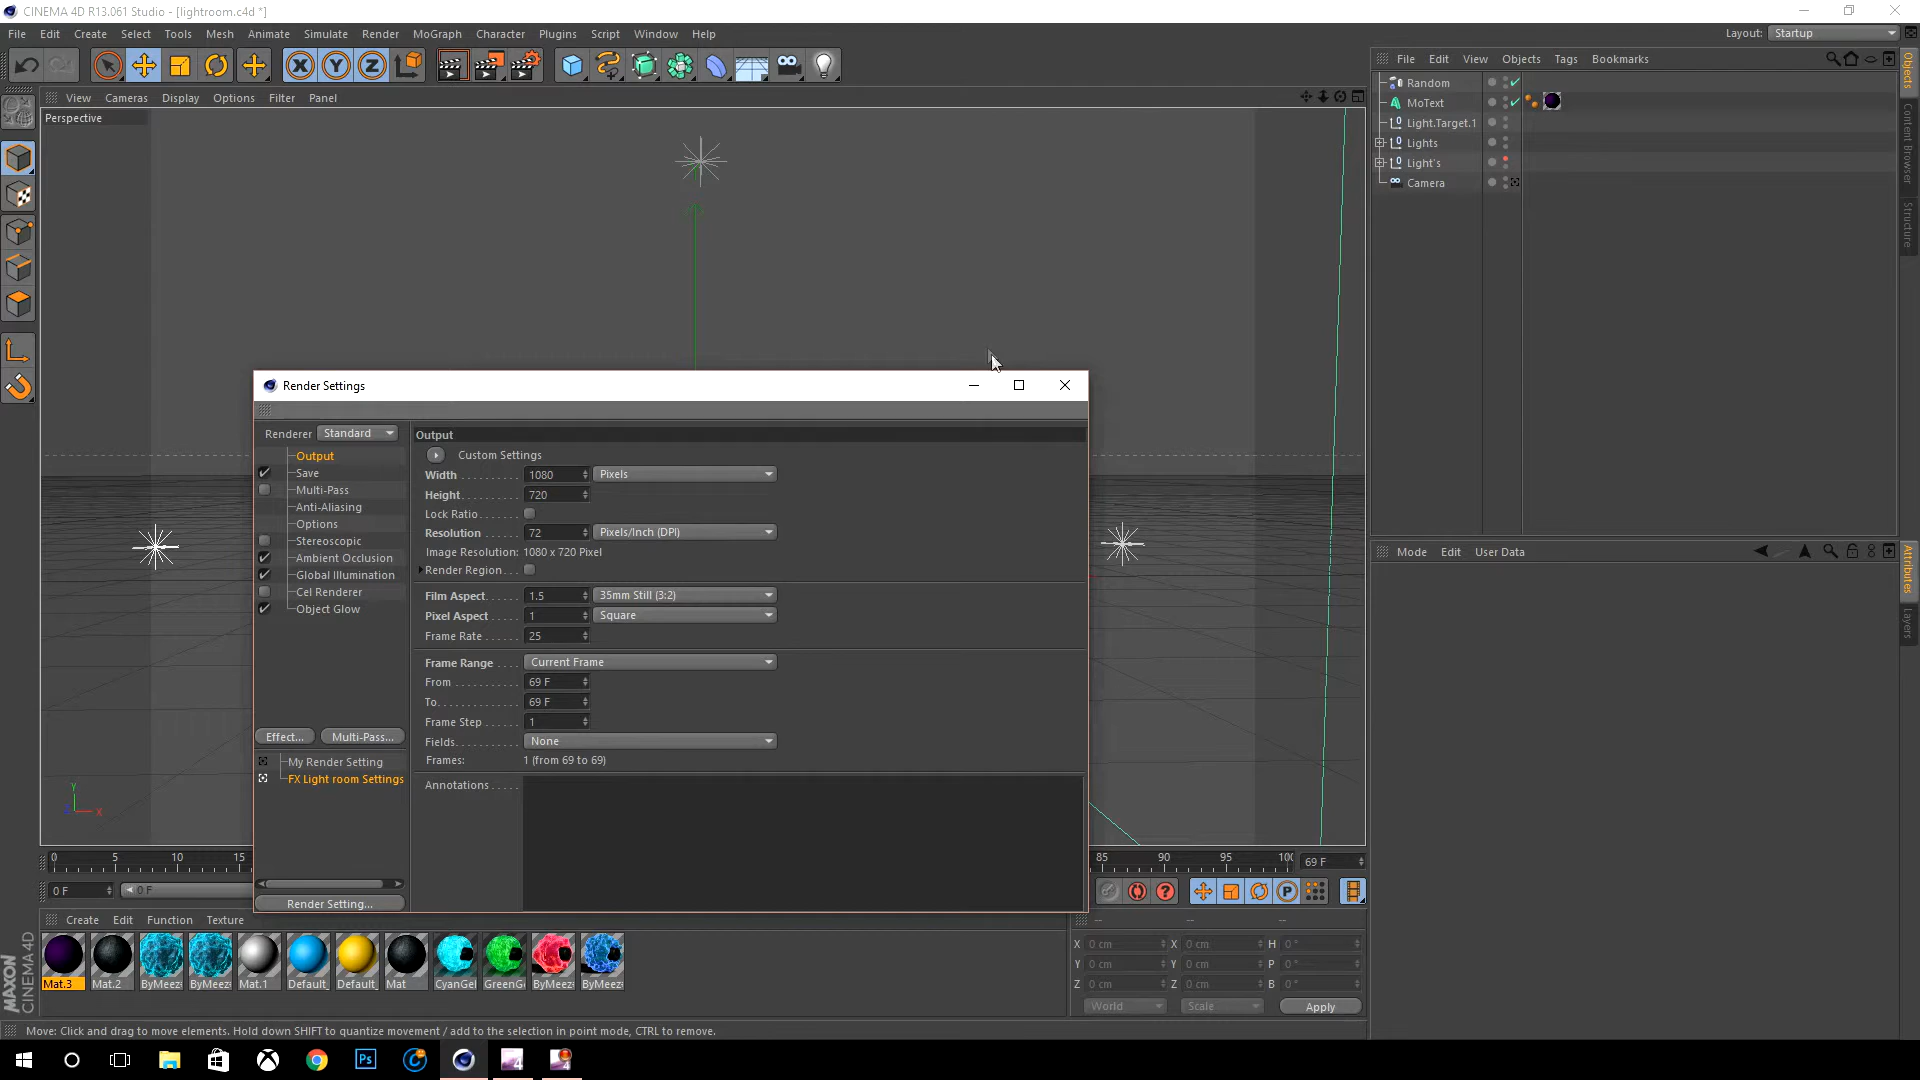 CINEMA 4D R13.061 Studio - [lightroom.c4d *]
File Edit Create Select Tools Mesh Animate Simulate Render MoGraph Character Plugins Script Window Help
Layout: Startup
File Edit View Objects Tags Bookmarks
View Cameras Display Options Filter Panel
Perspective
Random
MoText
Light.Target.1
Lights
Light's
Camera
Objects
Content Browser
Structure
Render Settings
Renderer Standard
Output
Save
Multi-Pass
Anti-Aliasing
Options
Stereoscopic
Ambient Occlusion
Global Illumination
Cel Renderer
Object Glow
Effect... Multi-Pass...
My Render Setting
FX Light room Settings
Render Setting...
Output
Custom Settings
Width . . . . . . . . . . 1080 Pixels
Height . . . . . . . . . 720
Lock Ratio . . . . . .
Resolution . . . . . . 72 Pixels/Inch (DPI)
Image Resolution: 1080 x 720 Pixel
Render Region . . .
Film Aspect . . . . . 1.5 35mm Still (3:2)
Pixel Aspect . . . . 1 Square
Frame Rate . . . . . 25
Frame Range Current Frame
From . . . . . . . . . . 69 F
To . . . . . . . . . . . . 69 F
Frame Step . . . . . 1
Fields . . . . . . . . . . None
Frames: 1 (from 69 to 69)
Annotations . . . . .
Mode Edit User Data
Attributes
Layers
Y
X
Z
0 5 10 15 85 90 95 100 69 F
0 F 0 F
Create Edit Function Texture
Mat.3 Mat.2 ByMeez ByMeez Mat.1 Default_ Default_ Mat CyanGel GreenG ByMeez ByMeez
-- -- --
X 0 cm X 0 cm H 0 °
Y 0 cm Y 0 cm P 0 °
Z 0 cm Z 0 cm B 0 °
World Scale Apply
MAXON
CINEMA 4D
Move: Click and drag to move elements. Hold down SHIFT to quantize movement / add to the selection in point mode, CTRL to remove.
Ps
4
4